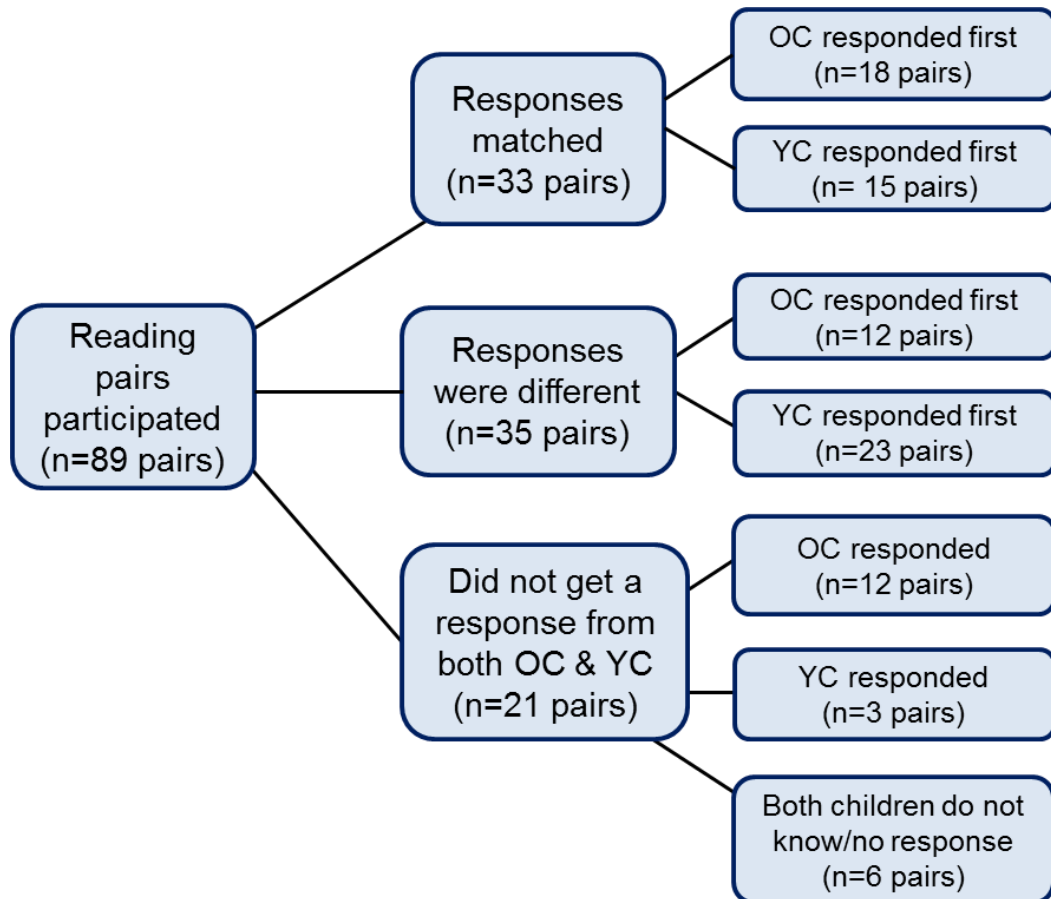 Reading
pairs
participated
(n=89 pairs)
Responses
matched
(n=33 pairs)
OC responded first
(n=18 pairs)
YC responded first
(n= 15 pairs)
Responses
were different
(n=35 pairs)
OC responded first
(n=12 pairs)
YC responded first
(n=23 pairs)
Did not get a
response from
both OC & YC
(n=21 pairs)
OC responded
(n=12 pairs)
YC responded
(n=3 pairs)
Both children do not
know/no response
(n=6 pairs)